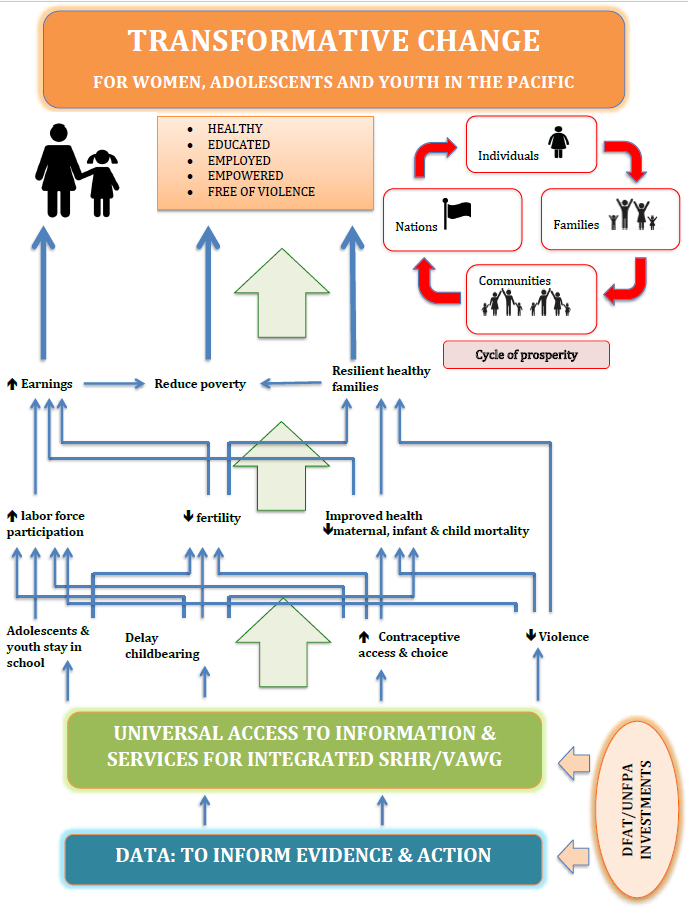 TRANSFORMATIVE CHANGE
FOR WOMEN, ADOLESCENTS AND YOUTH IN THE PACIFIC
• HEALTHY
• EDUCATED
• EMPLOYED
• EMPOWERED
• FREE OF VIOLENCE
Individuals
Nations
Families
Communities
Cycle of prosperity
🡹 Earnings
Reduce poverty
Resilient healthy
families
🡹 labor force
participation
🡻 fertility
Improved health
🡻maternal, infant & child mortality
Adolescents &
youth stay in
school
Delay
childbearing
🡹 Contraceptive
access & choice
🡻 Violence
UNIVERSAL ACCESS TO INFORMATION &
SERVICES FOR INTEGRATED SRHR/VAWG
DATA: TO INFORM EVIDENCE & ACTION
DFAT/UNFPA
INVESTMENTS